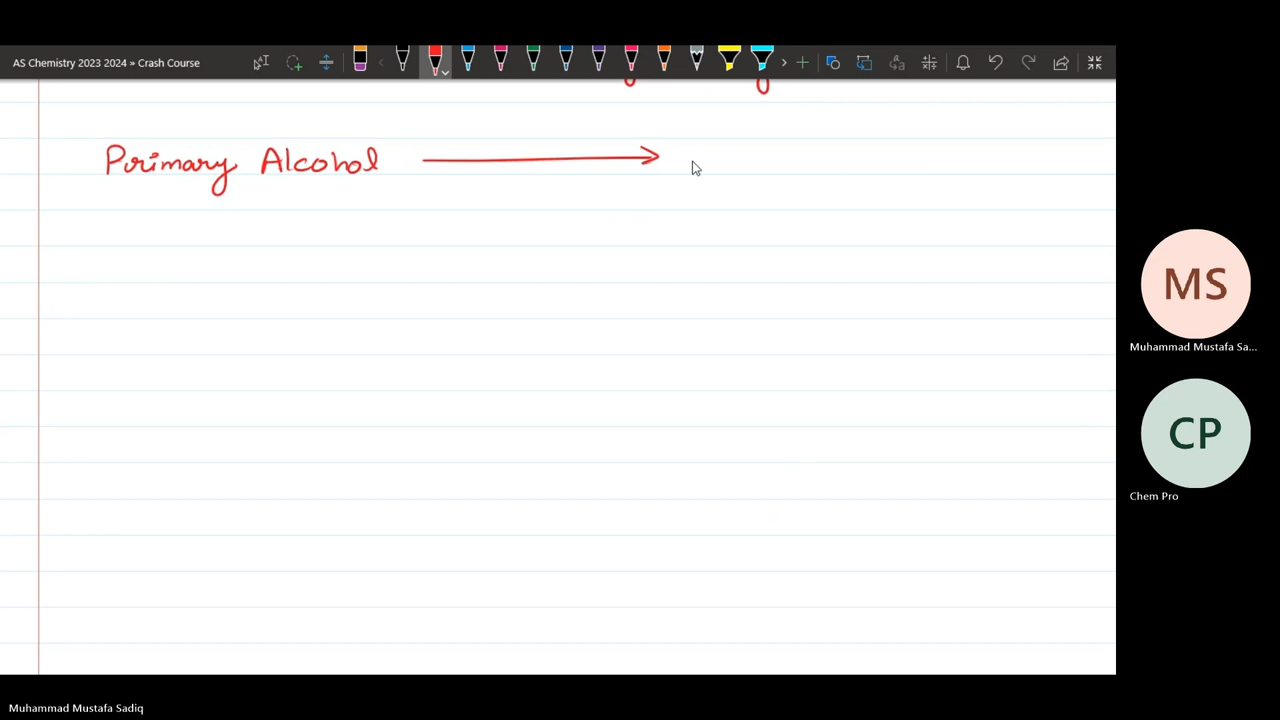 AS Chemistry 2023 2024 » Crash Course
Primary Alcohol
MS
Muhammad Mustafa Sa...
CP
Chem Pro
Muhammad Mustafa Sadiq